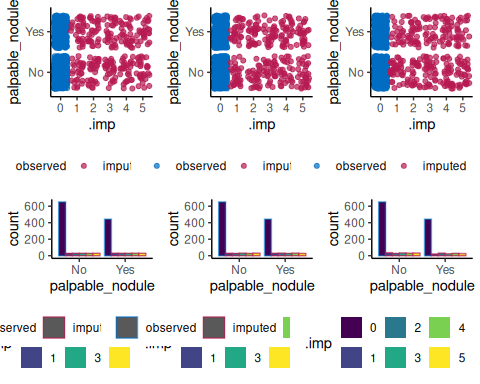 palpable_nodule palpable_nodule palpable_nodule
Yes Yes Yes
No No No
0 1 2 3 4 5 0 1 2 3 4 5 0 1 2 3 4 5
.imp .imp .imp
observed observed observed imputed
600 600 600
400 400 400
200 200 200
0 0 0
count count count
No Yes No Yes No Yes
palpable_nodule palpable_nodule palpable_nodule
observed imputed 0 2 4
.imp
1 3 1 3 1 3 5